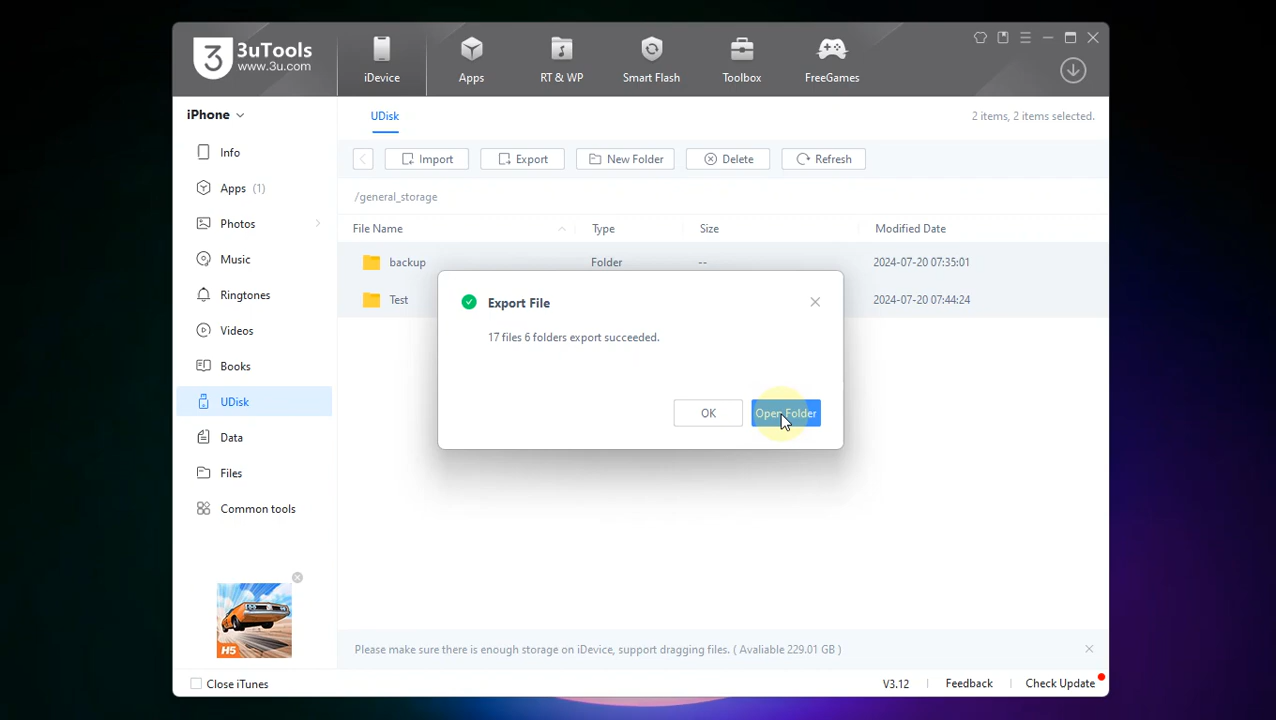 3 3uTools
www.3u.com
iDevice
Apps
RT & WP
Smart Flash
Toolbox
FreeGames
iPhone
UDisk
2 items, 2 items selected.
Info
Apps (1)
Photos
Music
Ringtones
Videos
Books
UDisk
Data
Files
Common tools
Import
Export
New Folder
Delete
Refresh
/general_storage
File Name
Type
Size
Modified Date
backup
Folder
--
2024-07-20 07:35:01
Test
2024-07-20 07:44:24
Export File
17 files 6 folders export succeeded.
OK
Open Folder
H5
Please make sure there is enough storage on iDevice, support dragging files. ( Avaliable 229.01 GB )
Close iTunes
V3.12
Feedback
Check Update